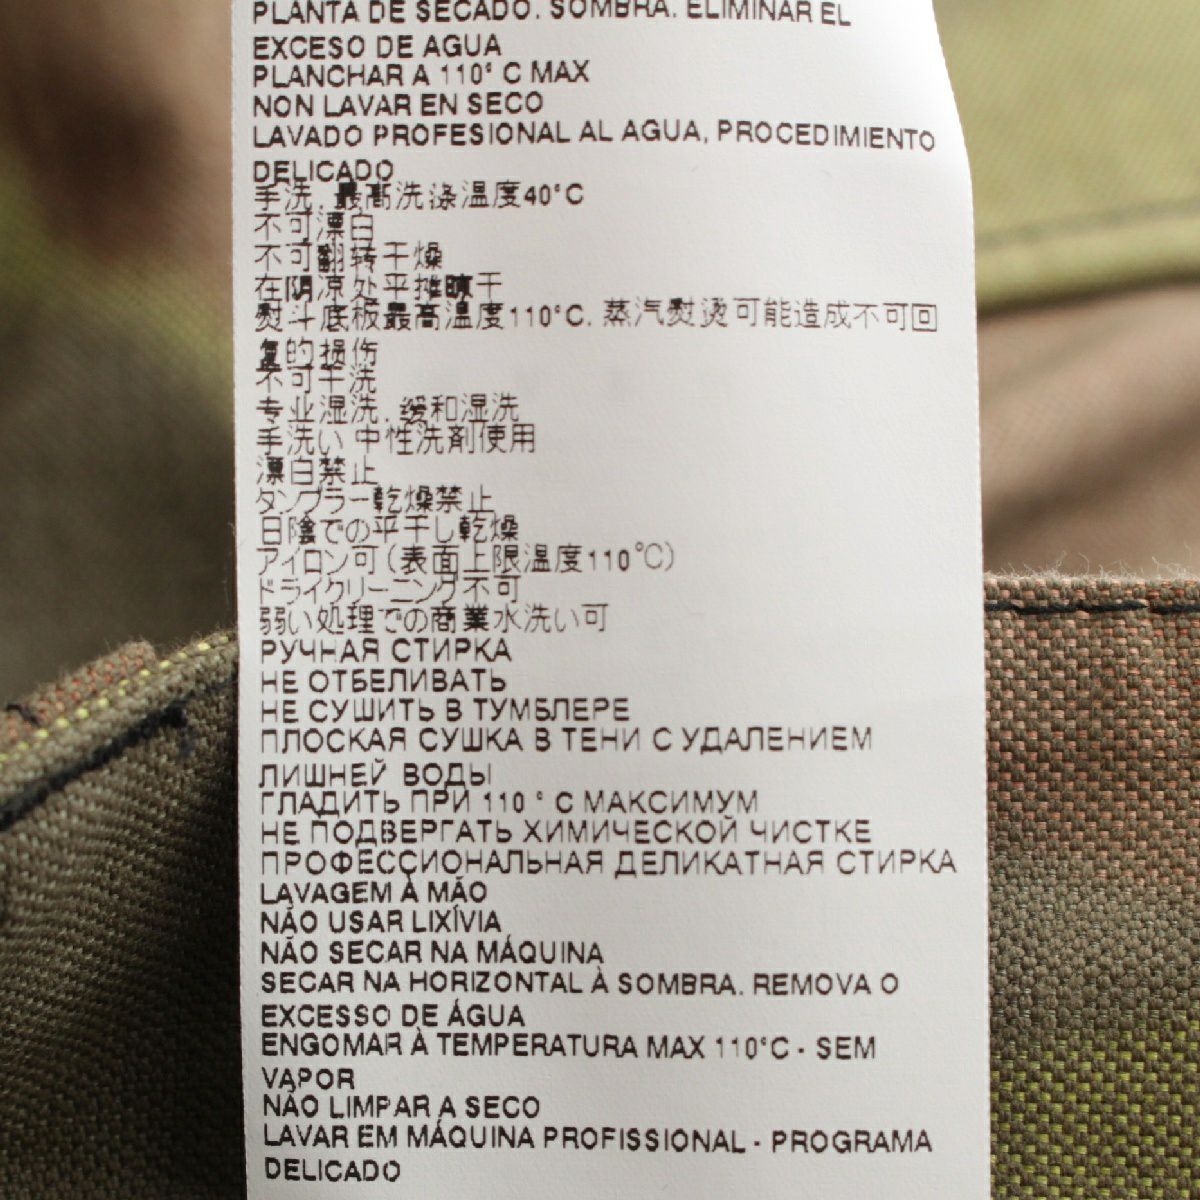 PLANTA DE SECADO. SOMBRA. ELIMINAR EL
EXCESO DE AGUA
PLANCHAR A 110° C MAX
NON LAVAR EN SECO
LAVADO PROFESIONAL AL AGUA, PROCEDIMIENTO
DELICADO
手洗, 最高洗涤温度40°C
不可漂白
不可翻转干燥
在阴凉处平摊晾干
熨斗底板最高温度110°C. 蒸汽熨烫可能造成不可回
复的损伤
不可干洗
专业湿洗, 缓和湿洗
手洗い 中性洗剤使用
漂白禁止
タンブラー乾燥禁止
日陰での平干し乾燥
アイロン可(表面上限温度110℃)
ドライクリーニング不可
弱い処理での商業水洗い可
РУЧНАЯ СТИРКА
НЕ ОТБЕЛИВАТЬ
НЕ СУШИТЬ В ТУМБЛЕРЕ
ПЛОСКАЯ СУШКА В ТЕНИ С УДАЛЕНИЕМ
ЛИШНЕЙ ВОДЫ
ГЛАДИТЬ ПРИ 110 ° С МАКСИМУМ
НЕ ПОДВЕРГАТЬ ХИМИЧЕСКОЙ ЧИСТКЕ
ПРОФЕССИОНАЛЬНАЯ ДЕЛИКАТНАЯ СТИРКА
LAVAGEM À MÃO
NÃO USAR LIXÍVIA
NÃO SECAR NA MÁQUINA
SECAR NA HORIZONTAL À SOMBRA. REMOVA O
EXCESSO DE ÁGUA
ENGOMAR À TEMPERATURA MAX 110°C - SEM
VAPOR
NÃO LIMPAR A SECO
LAVAR EM MÁQUINA PROFISSIONAL - PROGRAMA
DELICADO